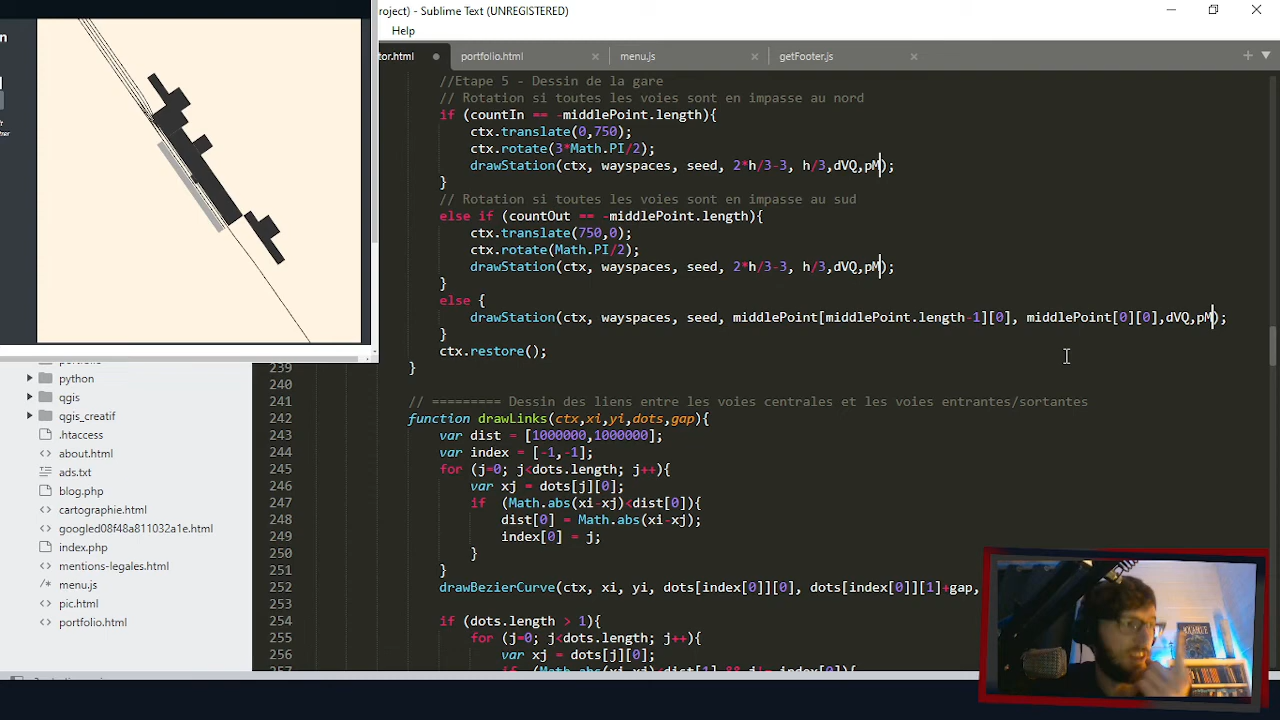 roject) - Sublime Text (UNREGISTERED)
Help
tor.html
portfolio.html
menu.js
getFooter.js
//Etape 5 - Dessin de la gare
// Rotation si toutes les voies sont en impasse au nord
if (countIn == -middlePoint.length){
ctx.translate(0,750);
ctx.rotate(3*Math.PI/2);
drawStation(ctx, wayspaces, seed, 2*h/3-3, h/3,dVQ,pM);
}
// Rotation si toutes les voies sont en impasse au sud
else if (countOut == -middlePoint.length){
ctx.translate(750,0);
ctx.rotate(Math.PI/2);
drawStation(ctx, wayspaces, seed, 2*h/3-3, h/3,dVQ,pM);
}
else {
drawStation(ctx, wayspaces, seed, middlePoint[middlePoint.length-1][0], middlePoint[0][0],dVQ,pM);
}
ctx.restore();
239 }
240
241 // ========= Dessin des liens entre les voies centrales et les voies entrantes/sortantes
242 function drawLinks(ctx,xi,yi,dots,gap){
243 var dist = [1000000,1000000];
244 var index = [-1,-1];
245 for (j=0; j<dots.length; j++){
246 var xj = dots[j][0];
247 if (Math.abs(xi-xj)<dist[0]){
248 dist[0] = Math.abs(xi-xj);
249 index[0] = j;
250 }
251 }
252 drawBezierCurve(ctx, xi, yi, dots[index[0]][0], dots[index[0]][1]+gap,
253
254 if (dots.length > 1){
255 for (j=0; j<dots.length; j++){
256 var xj = dots[j][0];
257 if (Math.abs(xi-xj)<dist[1] && j!= index[0]){
python
qgis
qgis_creatif
.htaccess
about.html
ads.txt
blog.php
cartographie.html
googled08f48a811032a1e.html
index.php
mentions-legales.html
menu.js
pic.html
portfolio.html